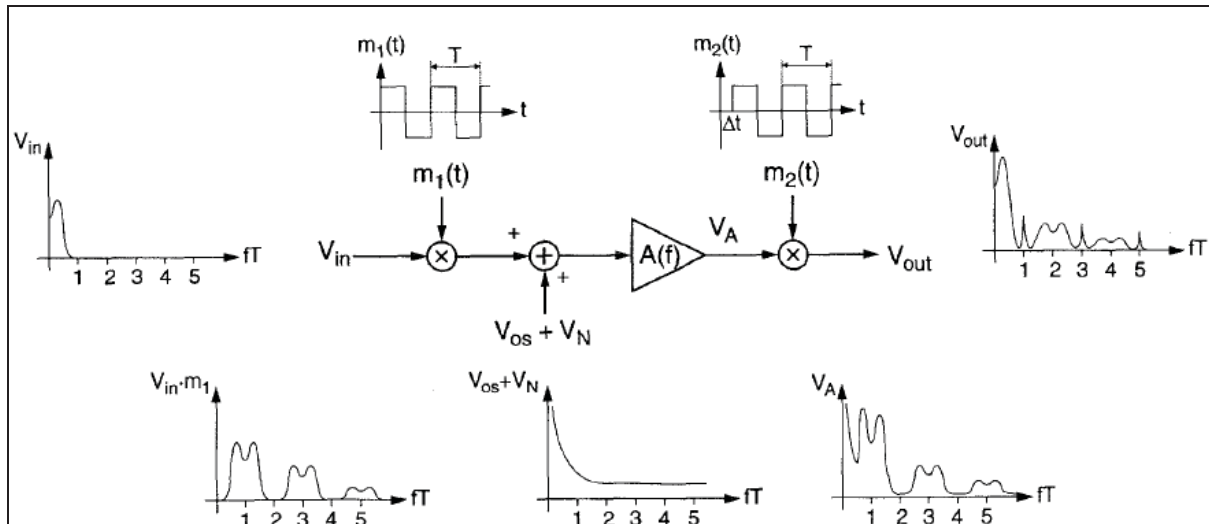 m1(t)
T
t
m2(t)
T
Δt
t
Vin
1 2 3 4 5
fT
m1(t)
m2(t)
Vout
1 2 3 4 5
fT
Vin
×
+
+
+
A(f)
VA
×
Vout
Vos + VN
Vin·m1
1 2 3 4 5
fT
Vos+VN
1 2 3 4 5
fT
VA
1 2 3 4 5
fT